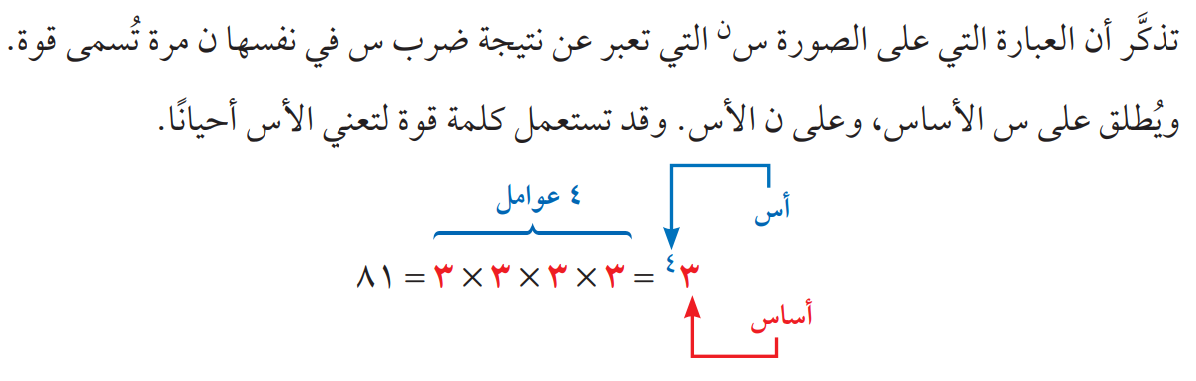 تذكَّر أن العبارة التي على الصورة سⁿ التي تعبر عن نتيجة ضرب س في نفسها ن مرة تُسمى قوة.
ويُطلق على س الأساس، وعلى ن الأس. وقد تستعمل كلمة قوة لتعني الأس أحيانًا.
أس
٤ عوامل
٣^٤ = ٣ × ٣ × ٣ × ٣ = ٨١
أساس